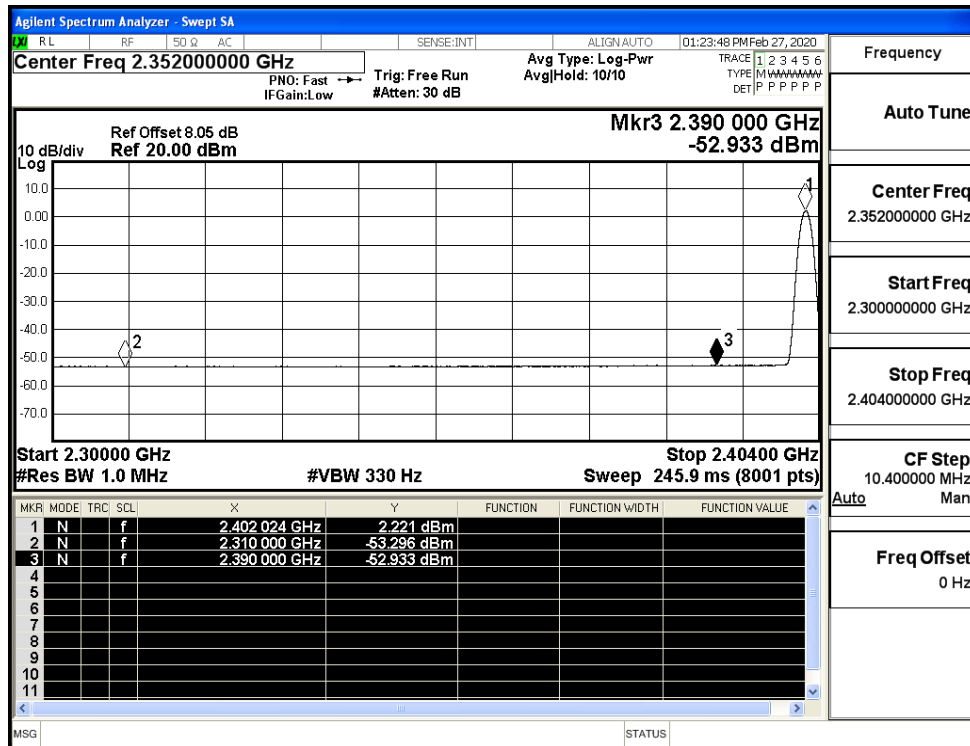 Agilent Spectrum Analyzer - Swept SA
LXI RL RF 50 Ω AC SENSE:INT ALIGN AUTO 01:23:48 PM Feb 27, 2020
Center Freq 2.352000000 GHz
PNO: Fast
IFGain:Low
Trig: Free Run
#Atten: 30 dB
Avg Type: Log-Pwr
Avg|Hold: 10/10
TRACE 1 2 3 4 5 6
TYPE M W W W W W
DET P P P P P P
Ref Offset 8.05 dB
10 dB/div Ref 20.00 dBm
Log
Mkr3 2.390 000 GHz
-52.933 dBm
10.0
0.00
-10.0
-20.0
-30.0
-40.0
-50.0
-60.0
-70.0
1
2
3
Start 2.30000 GHz Stop 2.40400 GHz
#Res BW 1.0 MHz #VBW 330 Hz Sweep 245.9 ms (8001 pts)
MKR MODE TRC SCL X Y FUNCTION FUNCTION WIDTH FUNCTION VALUE
1 N f 2.402 024 GHz 2.221 dBm
2 N f 2.310 000 GHz -53.296 dBm
3 N f 2.390 000 GHz -52.933 dBm
4
5
6
7
8
9
10
11
MSG STATUS
Frequency
Auto Tune
Center Freq
2.352000000 GHz
Start Freq
2.300000000 GHz
Stop Freq
2.404000000 GHz
CF Step
10.400000 MHz
Auto Man
Freq Offset
0 Hz